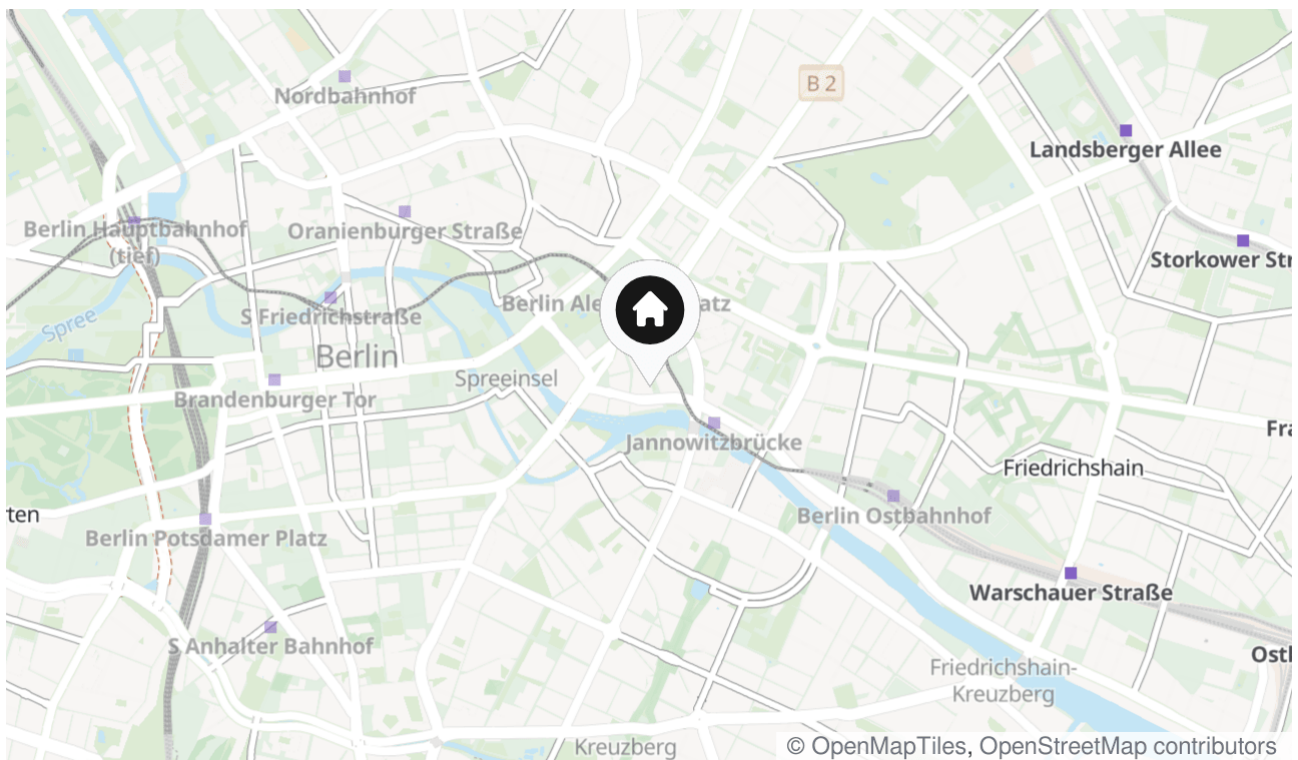 B 2
Nordbahnhof
Landsberger Allee
Berlin Hauptbahnhof
(tief)
Oranienburger Straße
Storkower Str
Spree
S Friedrichstraße
Berlin Ale
atz
Berlin
Spreeinsel
Brandenburger Tor
Jannowitzbrücke
Fra
Friedrichshain
rten
Berlin Ostbahnhof
Berlin Potsdamer Platz
Warschauer Straße
S Anhalter Bahnhof
Ostl
Friedrichshain-
Kreuzberg
Kreuzberg
© OpenMapTiles, OpenStreetMap contributors